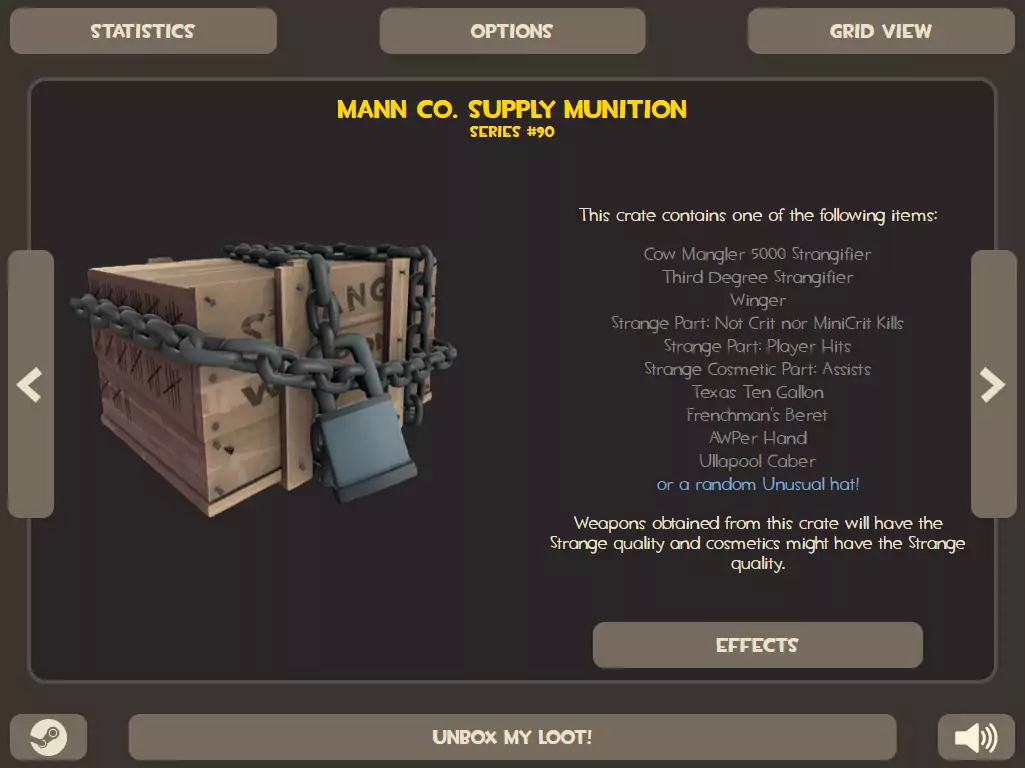 STATISTICS
OPTIONS
GRID VIEW
MANN CO. SUPPLY MUNITION
SERIES #90
This crate contains one of the following items:
Cow Mangler 5000 Strangifier
Third Degree Strangifier
Winger
Strange Part: Not Crit nor MiniCrit Kills
Strange Part: Player Hits
Strange Cosmetic Part: Assists
Texas Ten Gallon
Frenchman's Beret
AWPer Hand
Ullapool Caber
or a random Unusual hat!
Weapons obtained from this crate will have the
Strange quality and cosmetics might have the Strange
quality.
EFFECTS
UNBOX MY LOOT!